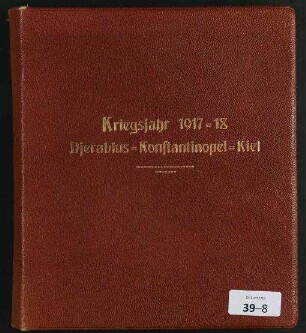 Kriegsjahr 1917=18
Djerablus=Konstantinopel=Kiel
39–8